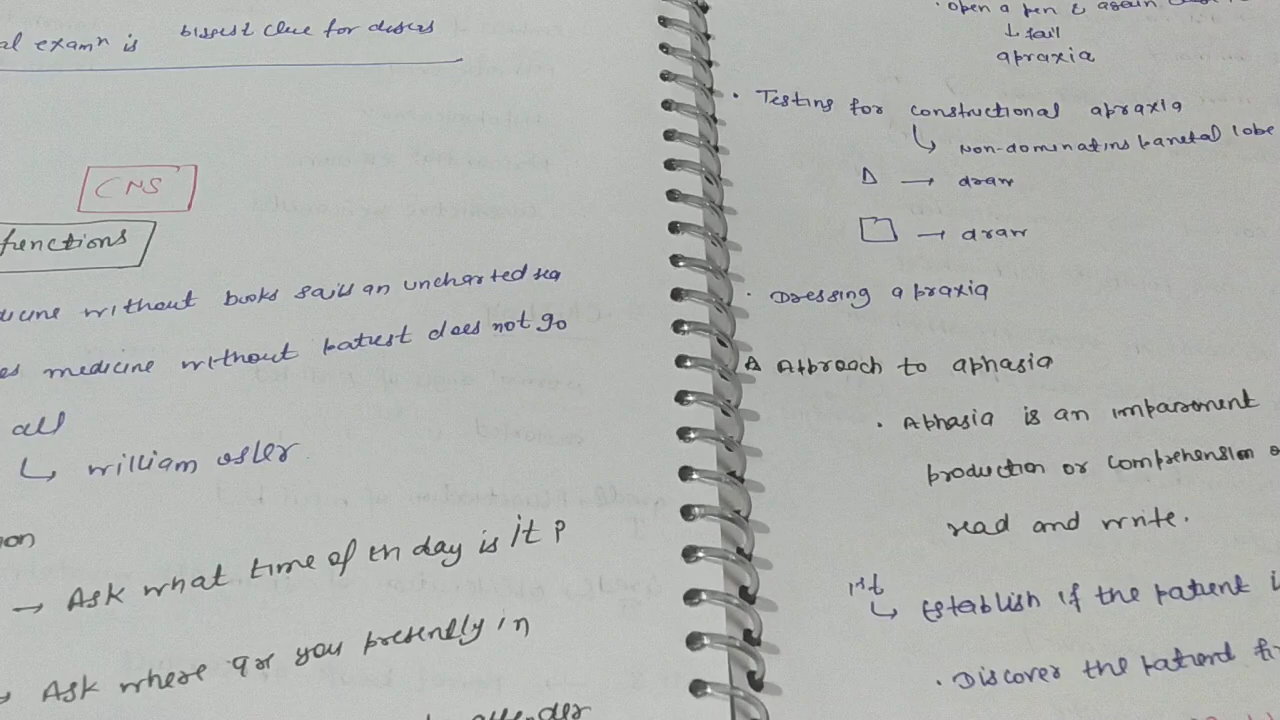 al examn is biggest clue for diseas
CNS
functions
without books sails an uncharted sea
es medicine without patient does not go
all
↳ william osler
ion
→ Ask what time of th day is it?
→ Ask where are you presently in
· open a pen & again
↓ fail
apraxia
· Testing for constructional apraxia
↳ Non-dominating parietal lobe
△ → draw
□ → draw
· Dressing apraxia
Approach to aphasia
· Aphasia is an impairment
production or comprehension
read and write.
1st
↳ Establish if the patient i
· Discover the patient